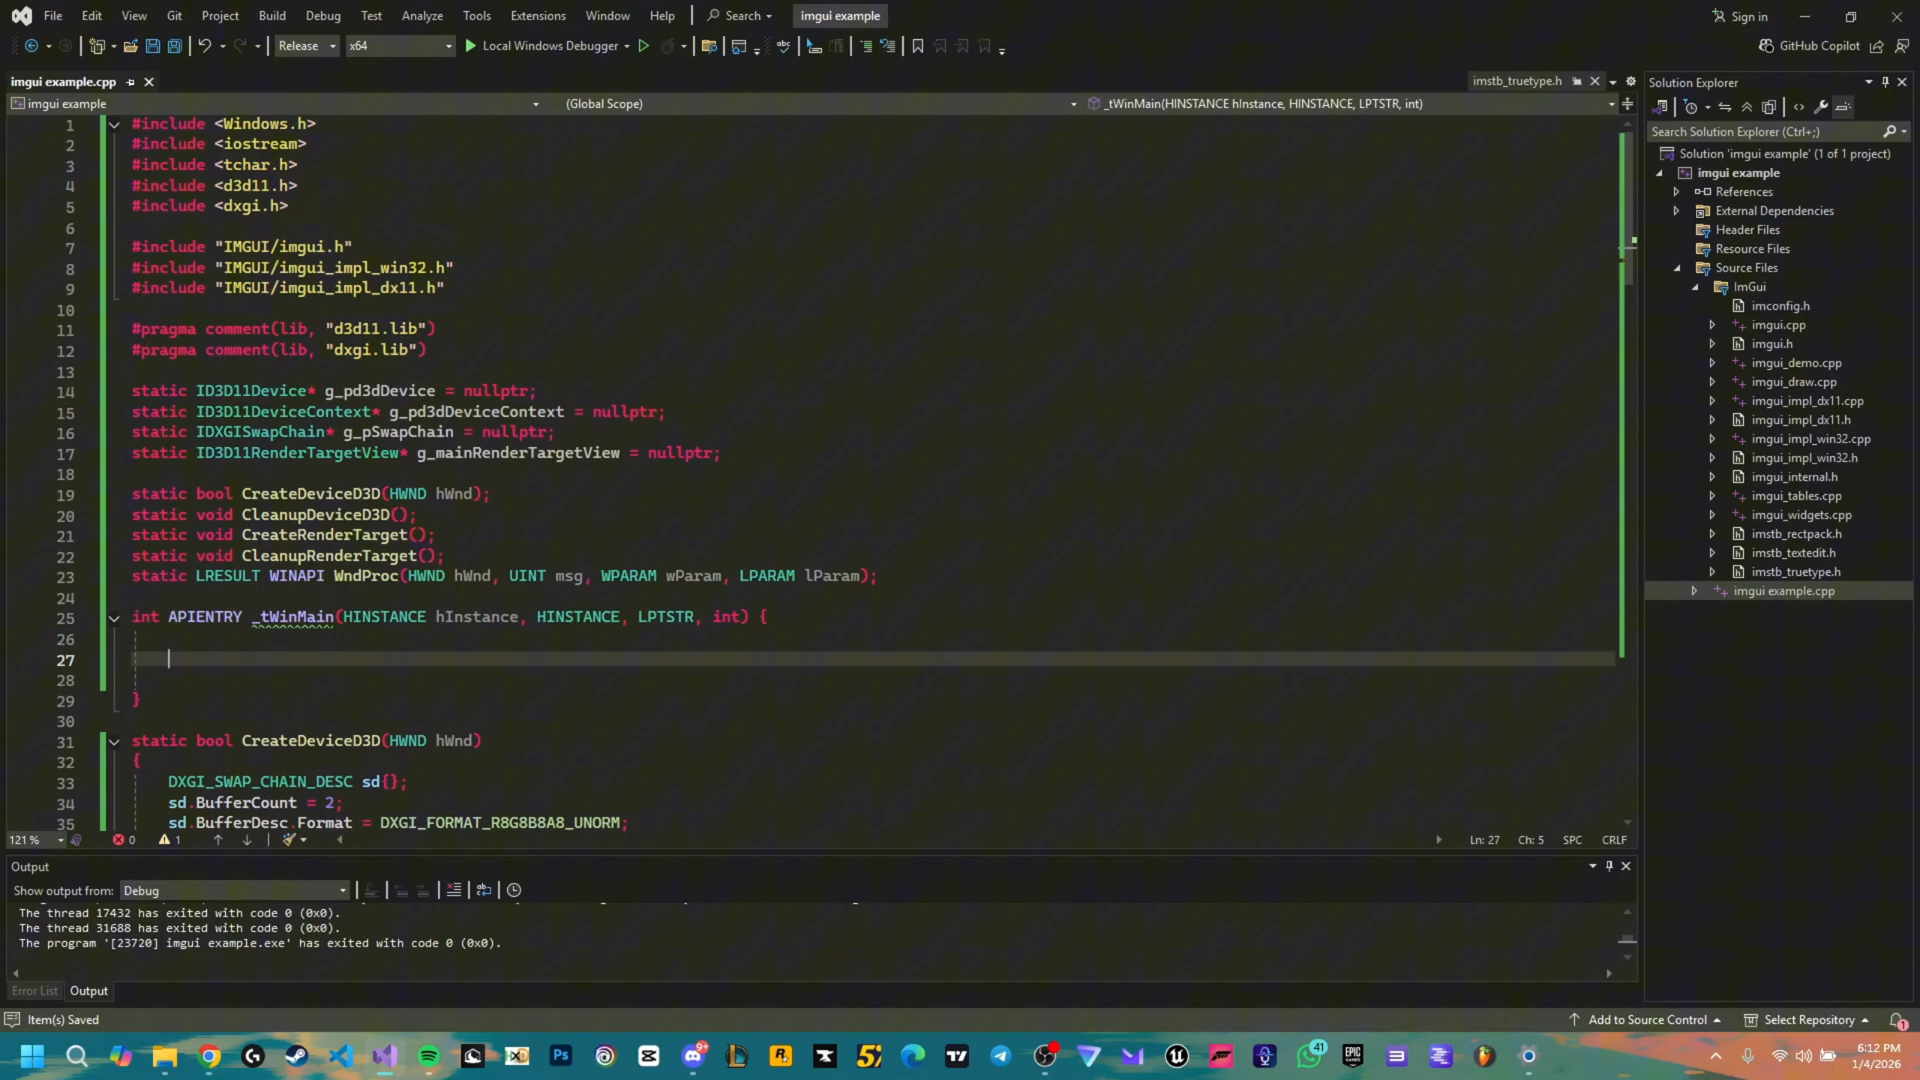 File Edit View Git Project Build Debug Test Analyze Tools Extensions Window Help Search imgui example Sign in
Release x64 Local Windows Debugger GitHub Copilot
imgui example.cpp imstb_truetype.h
imgui example (Global Scope) _tWinMain(HINSTANCE hInstance, HINSTANCE, LPTSTR, int)
1 #include <Windows.h>
2 #include <iostream>
3 #include <tchar.h>
4 #include <d3d11.h>
5 #include <dxgi.h>
6
7 #include "IMGUI/imgui.h"
8 #include "IMGUI/imgui_impl_win32.h"
9 #include "IMGUI/imgui_impl_dx11.h"
10
11 #pragma comment(lib, "d3d11.lib")
12 #pragma comment(lib, "dxgi.lib")
13
14 static ID3D11Device* g_pd3dDevice = nullptr;
15 static ID3D11DeviceContext* g_pd3dDeviceContext = nullptr;
16 static IDXGISwapChain* g_pSwapChain = nullptr;
17 static ID3D11RenderTargetView* g_mainRenderTargetView = nullptr;
18
19 static bool CreateDeviceD3D(HWND hWnd);
20 static void CleanupDeviceD3D();
21 static void CreateRenderTarget();
22 static void CleanupRenderTarget();
23 static LRESULT WINAPI WndProc(HWND hWnd, UINT msg, WPARAM wParam, LPARAM lParam);
24
25 int APIENTRY _tWinMain(HINSTANCE hInstance, HINSTANCE, LPTSTR, int) {
26
27
28
29 }
30
31 static bool CreateDeviceD3D(HWND hWnd)
32 {
33 DXGI_SWAP_CHAIN_DESC sd{};
34 sd.BufferCount = 2;
35 sd.BufferDesc.Format = DXGI_FORMAT_R8G8B8A8_UNORM;
121 % 0 1 Ln: 27 Ch: 5 SPC CRLF
Output
Show output from: Debug
The thread 17432 has exited with code 0 (0x0).
The thread 31688 has exited with code 0 (0x0).
The program '[23720] imgui example.exe' has exited with code 0 (0x0).
Error List Output
Item(s) Saved Add to Source Control Select Repository 1
Solution Explorer
Search Solution Explorer (Ctrl+;)
Solution 'imgui example' (1 of 1 project)
imgui example
References
External Dependencies
Header Files
Resource Files
Source Files
ImGui
imconfig.h
imgui.cpp
imgui.h
imgui_demo.cpp
imgui_draw.cpp
imgui_impl_dx11.cpp
imgui_impl_dx11.h
imgui_impl_win32.cpp
imgui_impl_win32.h
imgui_internal.h
imgui_tables.cpp
imgui_widgets.cpp
imstb_rectpack.h
imstb_textedit.h
imstb_truetype.h
imgui example.cpp
Ps 9+ 41 EPIC GAMES
6:12 PM
1/4/2026